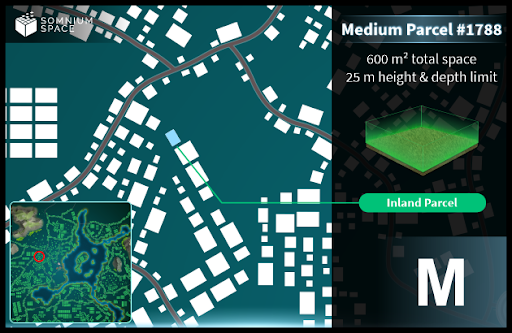 SOMNIUM
SPACE
Medium Parcel #1788
600 m² total space
25 m height & depth limit
Inland Parcel
M